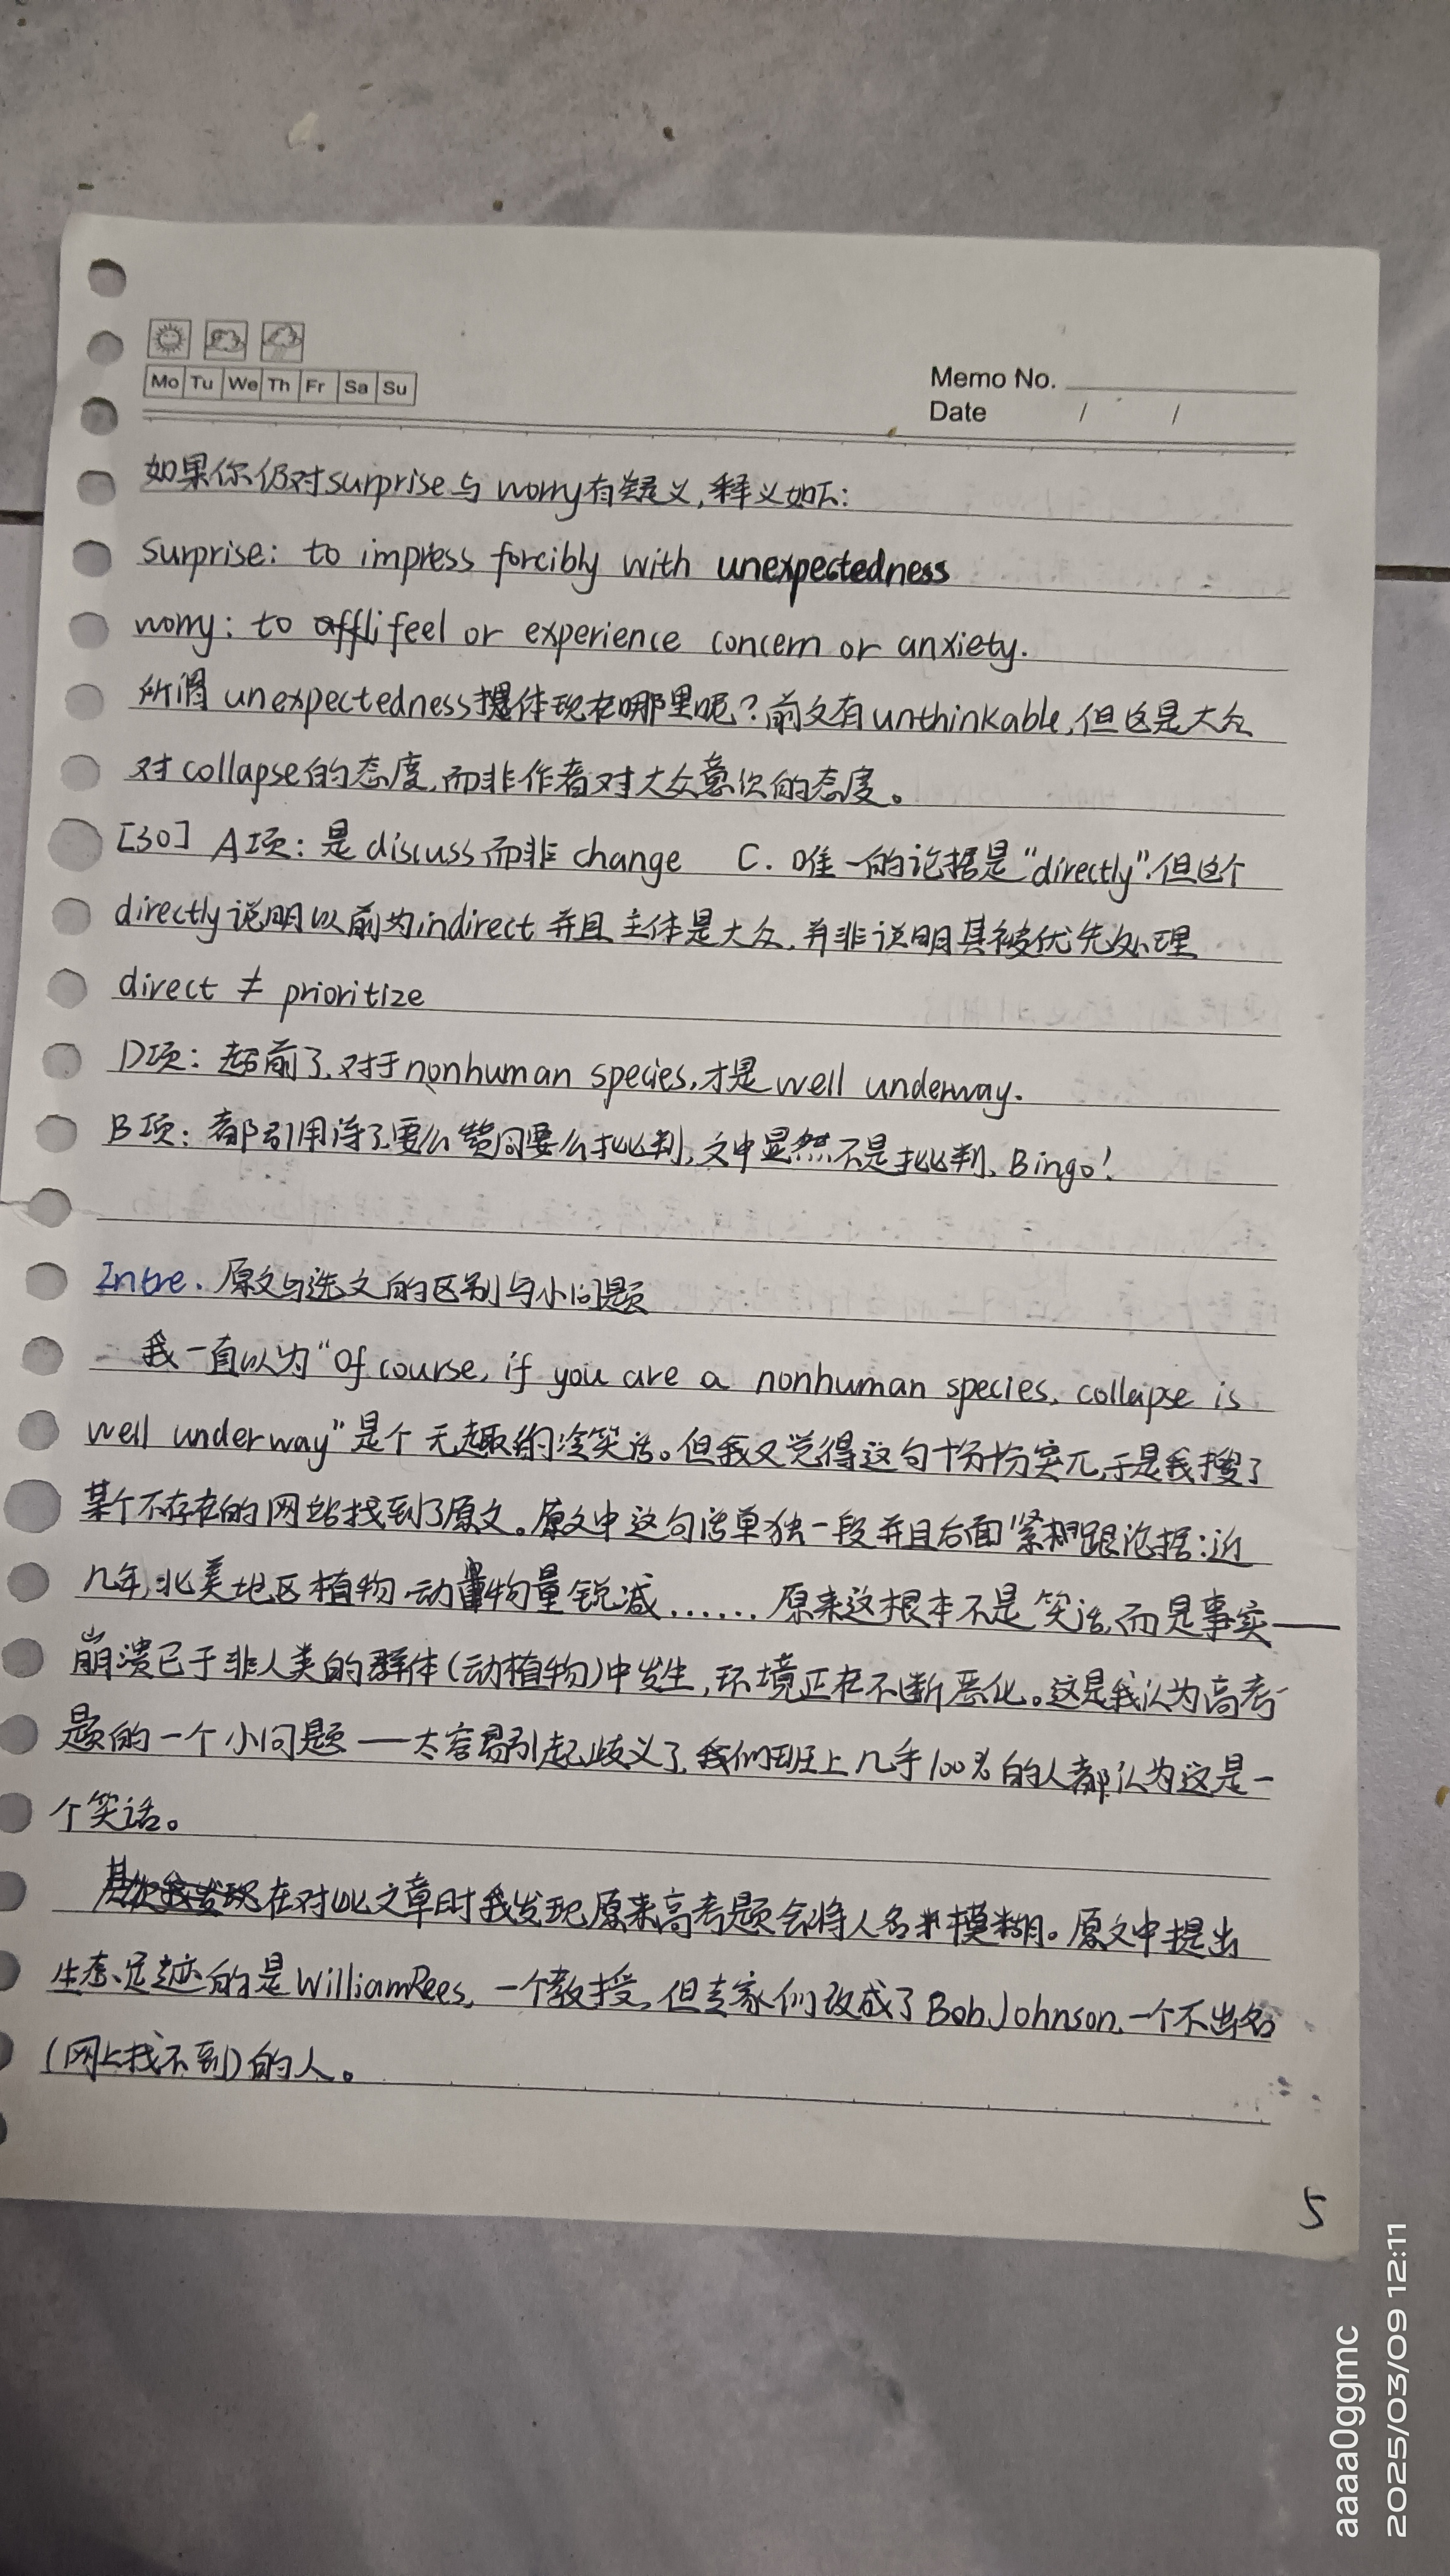 Mo Tu We Th Fr Sa Su
Memo No.
Date / /
如果你仍对surprise与worry有疑义,释义如下:
surprise: to impress forcibly with unexpectedness
worry: to affli feel or experience concern or anxiety.
所谓unexpectedness体现在哪里呢?前文有unthinkable,但这是大众
对collapse的态度,而非作者对大众意识的态度。
[30] A项:是discuss而非change C.唯一的论据是"directly".但这个
directly说明以前为indirect并且主体是大众,并非说明其被优先处理
direct ≠ prioritize
D项:超前了,对于nonhuman species,才是well underway.
B项:都引用诗了要么赞同要么批判,文中显然不是批判,Bingo!
Intre. 原文与选文的区别与小问题
我一直以为"Of course, if you are a nonhuman species, collapse is
well underway"是个无趣的冷笑话。但我又觉得这句十份突兀,于是我搜了
某个不存在的网站找到了原文。原文中这句话单独一段并且后面紧跟论据:近
几年,北美地区植物、动物量锐减......原来这根本不是笑话,而是事实——
崩溃已于非人类的群体(动植物)中发生,环境正在不断恶化。这是我认为高考
题的一个小问题——太容易引起歧义了,我们班上几乎100%的人都认为这是一
个笑话。
其次我发现在对此文章时我发现原来高考题会将人名模糊。原文中提出
生态足迹的是WilliamRees,一个教授,但专家们改成了BobJohnson,一个不出名
(网上找不到)的人。
5
aaaa0ggmc
2025/03/09 12:11